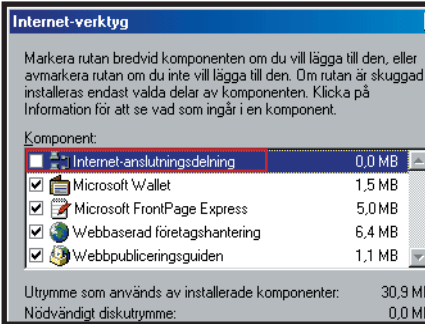 Internet-verktyg
Markera rutan bredvid komponenten om du vill lägga till den, eller
avmarkera rutan om du inte vill lägga till den. Om rutan är skuggad
installeras endast valda delar av komponenten. Klicka på
Information för att se vad som ingår i en komponent.
Komponent:
Internet-anslutningsdelning 0,0 MB
Microsoft Wallet 1,5 MB
Microsoft FrontPage Express 5,0 MB
Webbaserad företagshantering 6,4 MB
Webbpubliceringsguiden 1,1 MB
Utrymme som används av installerade komponenter: 30,9 M
Nödvändigt diskutrymme: 0,0 M